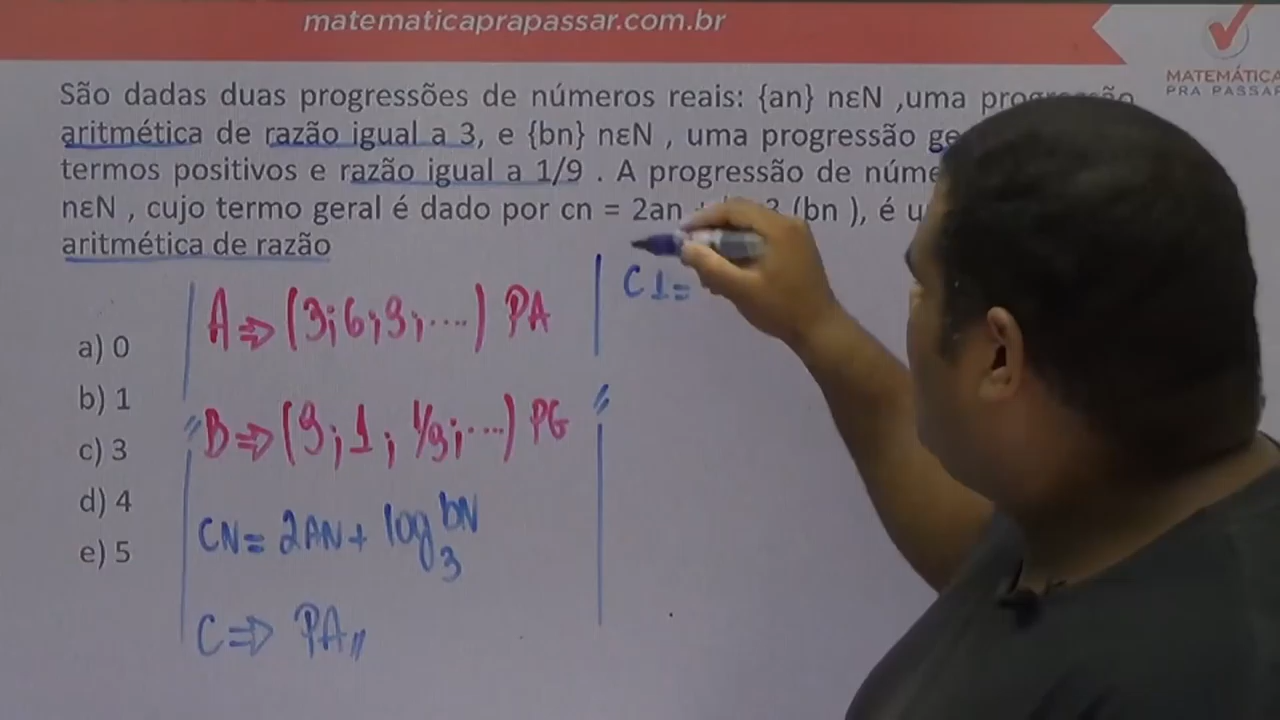 matematicaprapassar.com.br
MATEMÁTICA
PRA PASSAR
São dadas duas progressões de números reais: {an} nεN ,uma
aritmética de razão igual a 3, e {bn} nεN , uma progressão
termos positivos e razão igual a 1/9 . A progressão de
nεN , cujo termo geral é dado por cn = 2an (bn ), é
aritmética de razão
a) 0
b) 1
c) 3
d) 4
e) 5
A ⇒ (3; 6; 9; ....) PA
B ⇒ (9; 1; 1/9; ....) PG
CN = 2AN + log₃ bN
C ⇒ PA //
C1 =